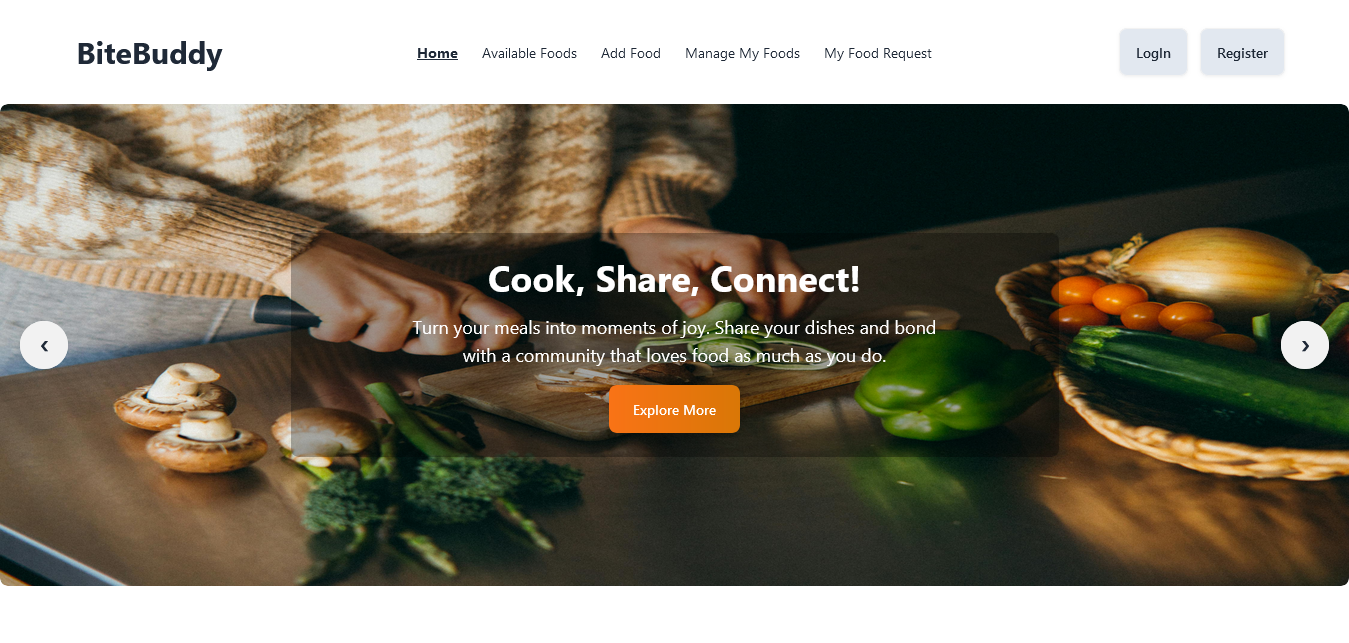 BiteBuddy
Home
Available Foods
Add Food
Manage My Foods
My Food Request
LogIn
Register
Cook, Share, Connect!
Turn your meals into moments of joy. Share your dishes and bond
with a community that loves food as much as you do.
‹
›
Explore More